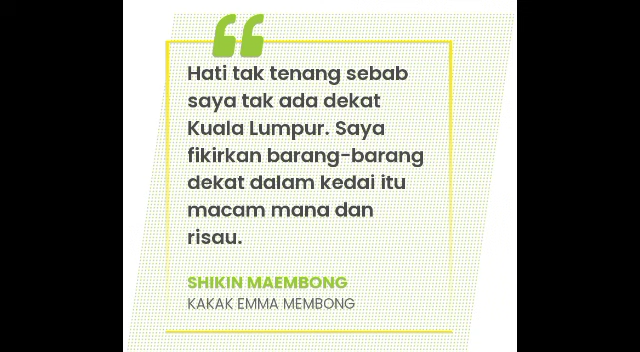 Hati tak tenang sebab
saya tak ada dekat
Kuala Lumpur. Saya
fikirkan barang-barang
dekat dalam kedai itu
macam mana dan
risau.
SHIKIN MAEMBONG
KAKAK EMMA MEMBONG